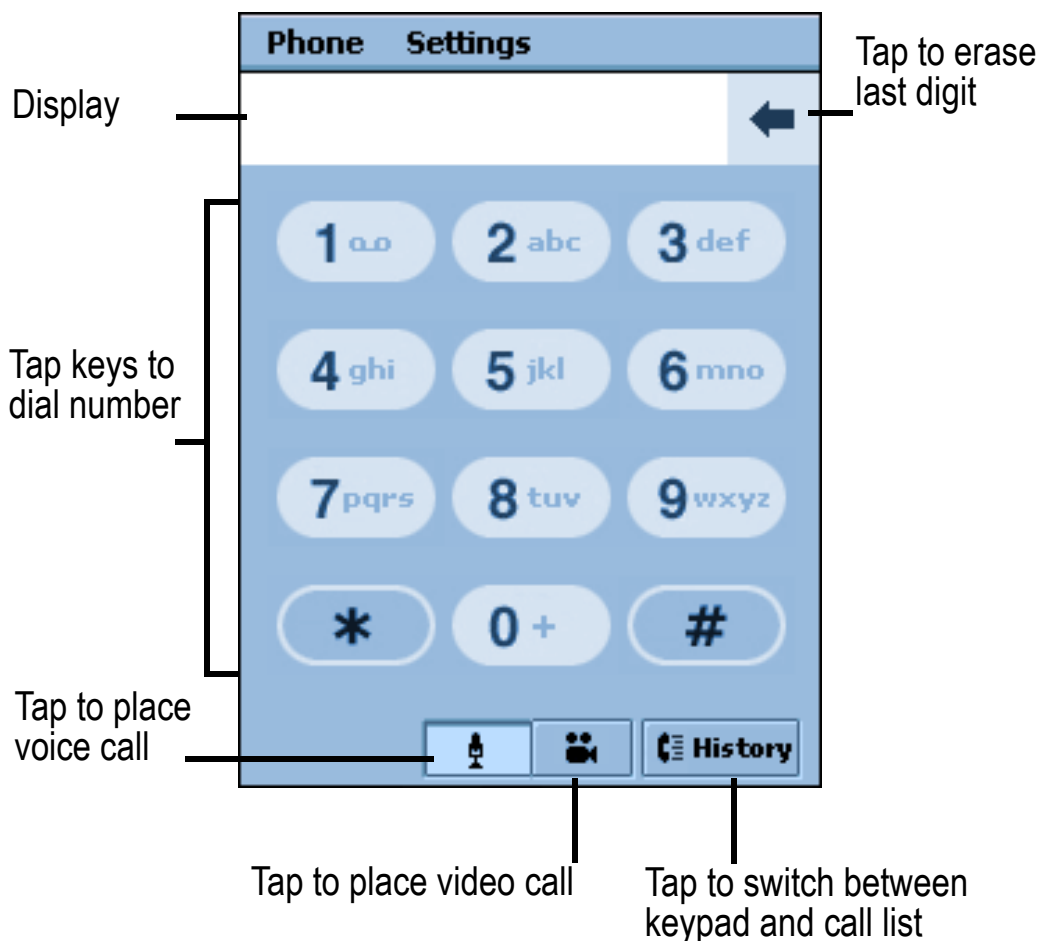 Phone Settings
Tap to erase
last digit
Display
1 2 abc 3 def
4 ghi 5 jkl 6 mno
Tap keys to
dial number
7 pqrs 8 tuv 9 wxyz
* 0 + #
Tap to place
voice call
History
Tap to place video call
Tap to switch between
keypad and call list